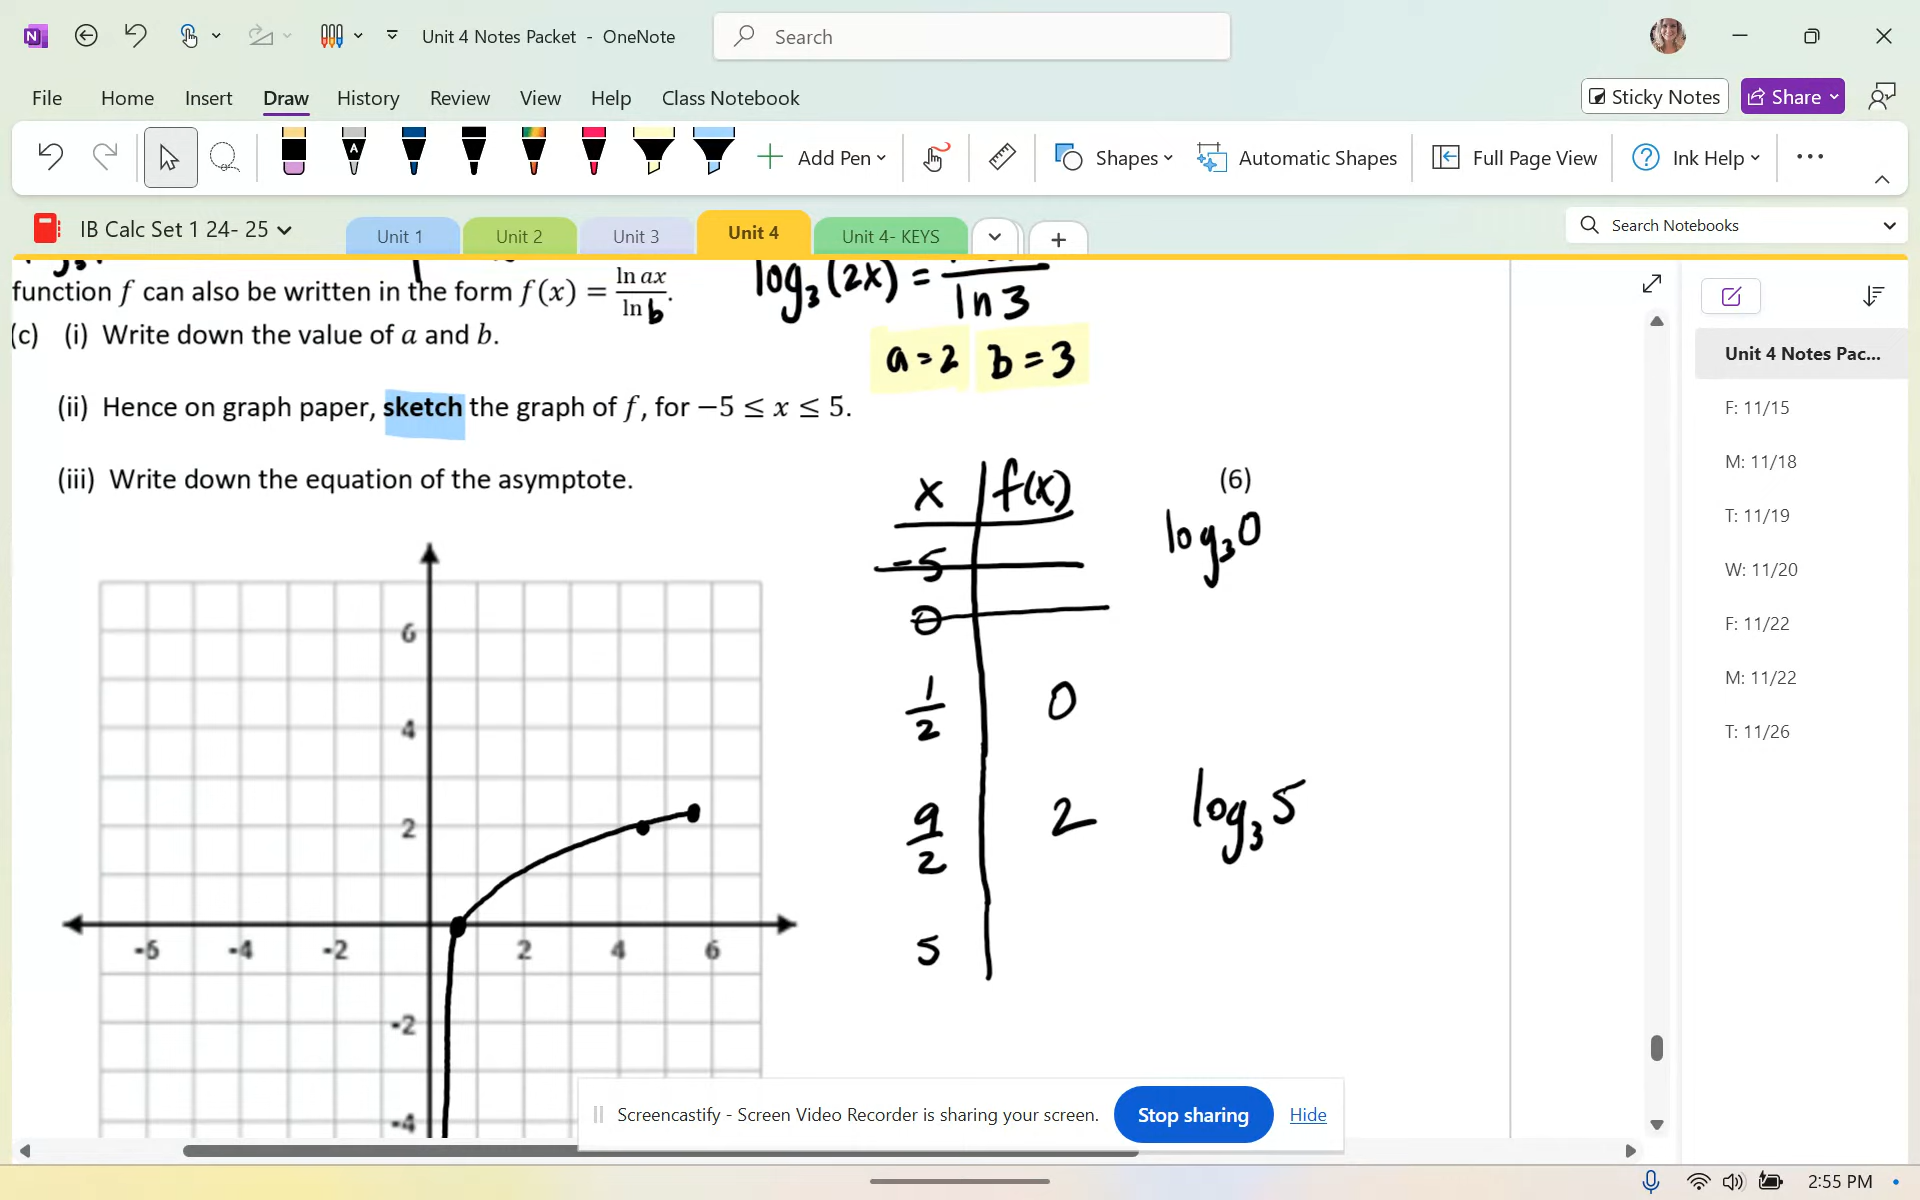 Unit 4 Notes Packet - OneNote
Search
File Home Insert Draw History Review View Help Class Notebook
Sticky Notes
Share
A
Add Pen
Shapes
Automatic Shapes
Full Page View
Ink Help
IB Calc Set 1 24- 25
Unit 1
Unit 2
Unit 3
Unit 4
Unit 4- KEYS
Search Notebooks
function f can also be written in the form f(x) = ln ax / ln b.
log₃(2x) = / ln 3
(c) (i) Write down the value of a and b.
a = 2 b = 3
(ii) Hence on graph paper, sketch the graph of f, for −5 ≤ x ≤ 5.
(iii) Write down the equation of the asymptote.
(6)
x f(x)
-5
0
1/2 0
9/2 2
5
log₃0
log₃5
6
4
2
-6 -4 -2 2 4 6
-2
-4
Unit 4 Notes Pac...
F: 11/15
M: 11/18
T: 11/19
W: 11/20
F: 11/22
M: 11/22
T: 11/26
Screencastify - Screen Video Recorder is sharing your screen.
Stop sharing
Hide
2:55 PM